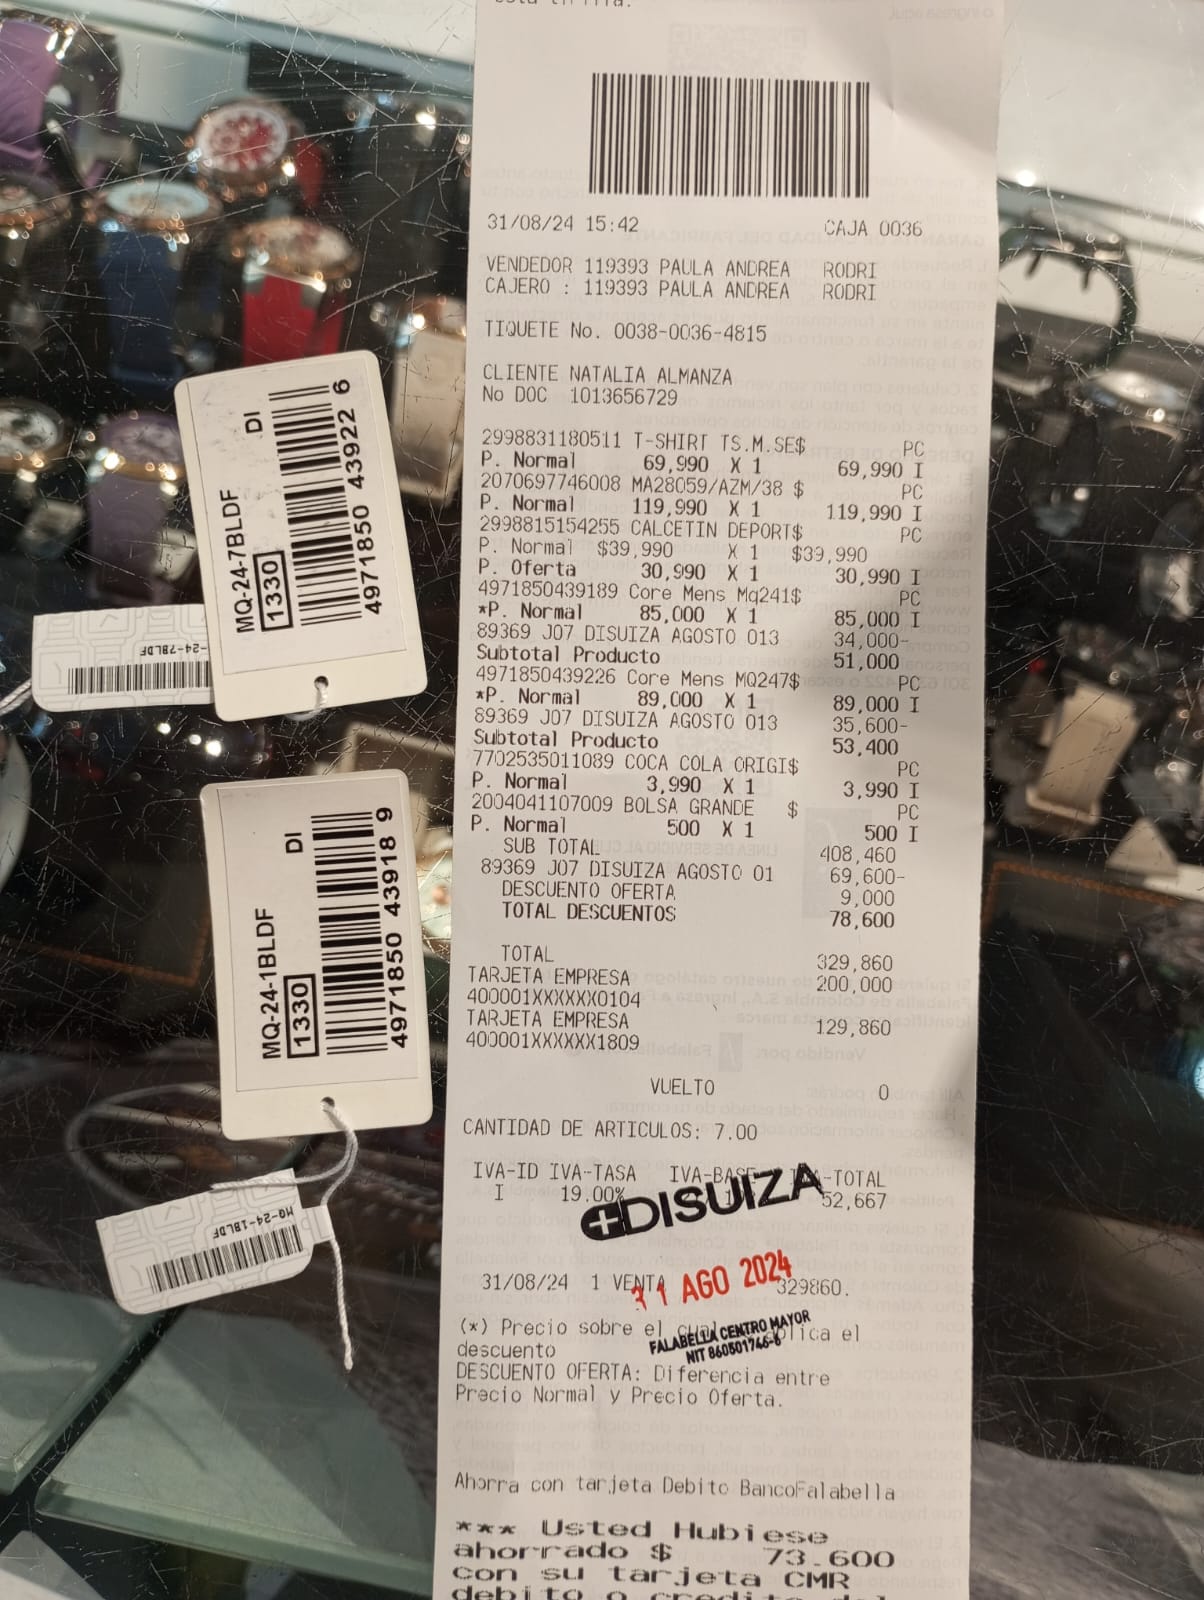 31/08/24 15:42 CAJA 0036
VENDEDOR 119393 PAULA ANDREA RODRI
CAJERO : 119393 PAULA ANDREA RODRI
TIQUETE No. 0038-0036-4815
CLIENTE NATALIA ALMANZA
No DOC 1013656729
2998831180511 T-SHIRT TS.M.SE$ PC
P. Normal 69,990 X 1 69,990 I
2070697746008 MA28059/AZM/38 $ PC
P. Normal 119,990 X 1 119,990 I
2998815154255 CALCETIN DEPORT$ PC
P. Normal $39,990 X 1 $39,990
P. Oferta 30,990 X 1 30,990 I
4971850439189 Core Mens Mq241$ PC
*P. Normal 85,000 X 1 85,000 I
89369 J07 DISUIZA AGOSTO 013 34,000-
Subtotal Producto 51,000
4971850439226 Core Mens MQ247$ PC
*P. Normal 89,000 X 1 89,000 I
89369 J07 DISUIZA AGOSTO 013 35,600-
Subtotal Producto 53,400
7702535011089 COCA COLA ORIGI$ PC
P. Normal 3,990 X 1 3,990 I
2004041107009 BOLSA GRANDE $ PC
P. Normal 500 X 1 500 I
SUB TOTAL 408,460
89369 J07 DISUIZA AGOSTO 01 69,600-
DESCUENTO OFERTA 9,000
TOTAL DESCUENTOS 78,600
TOTAL 329,860
TARJETA EMPRESA 200,000
400001XXXXXX0104
TARJETA EMPRESA 129,860
400001XXXXXX1809
VUELTO 0
CANTIDAD DE ARTICULOS: 7.00
IVA-ID IVA-TASA IVA-BASE IVA-TOTAL
I 19.00% 52,667
DISUIZA
31/08/24 1 VENTA 329860.
31 AGO 2024
FALABELLA CENTRO MAYOR
NIT 860501746-6
(*) Precio sobre el cual aplica el
descuento
DESCUENTO OFERTA: Diferencia entre
Precio Normal y Precio Oferta.
Ahorra con tarjeta Debito BancoFalabella
*** Usted Hubiese
ahorrado $ 73.600
con su tarjeta CMR
debito o credito del
MQ-24-7BLDF DI
1330
4971850 43922 6
MQ-24-7BLDF
MQ-24-1BLDF DI
1330
4971850 43918 9
MQ-24-1BLDF